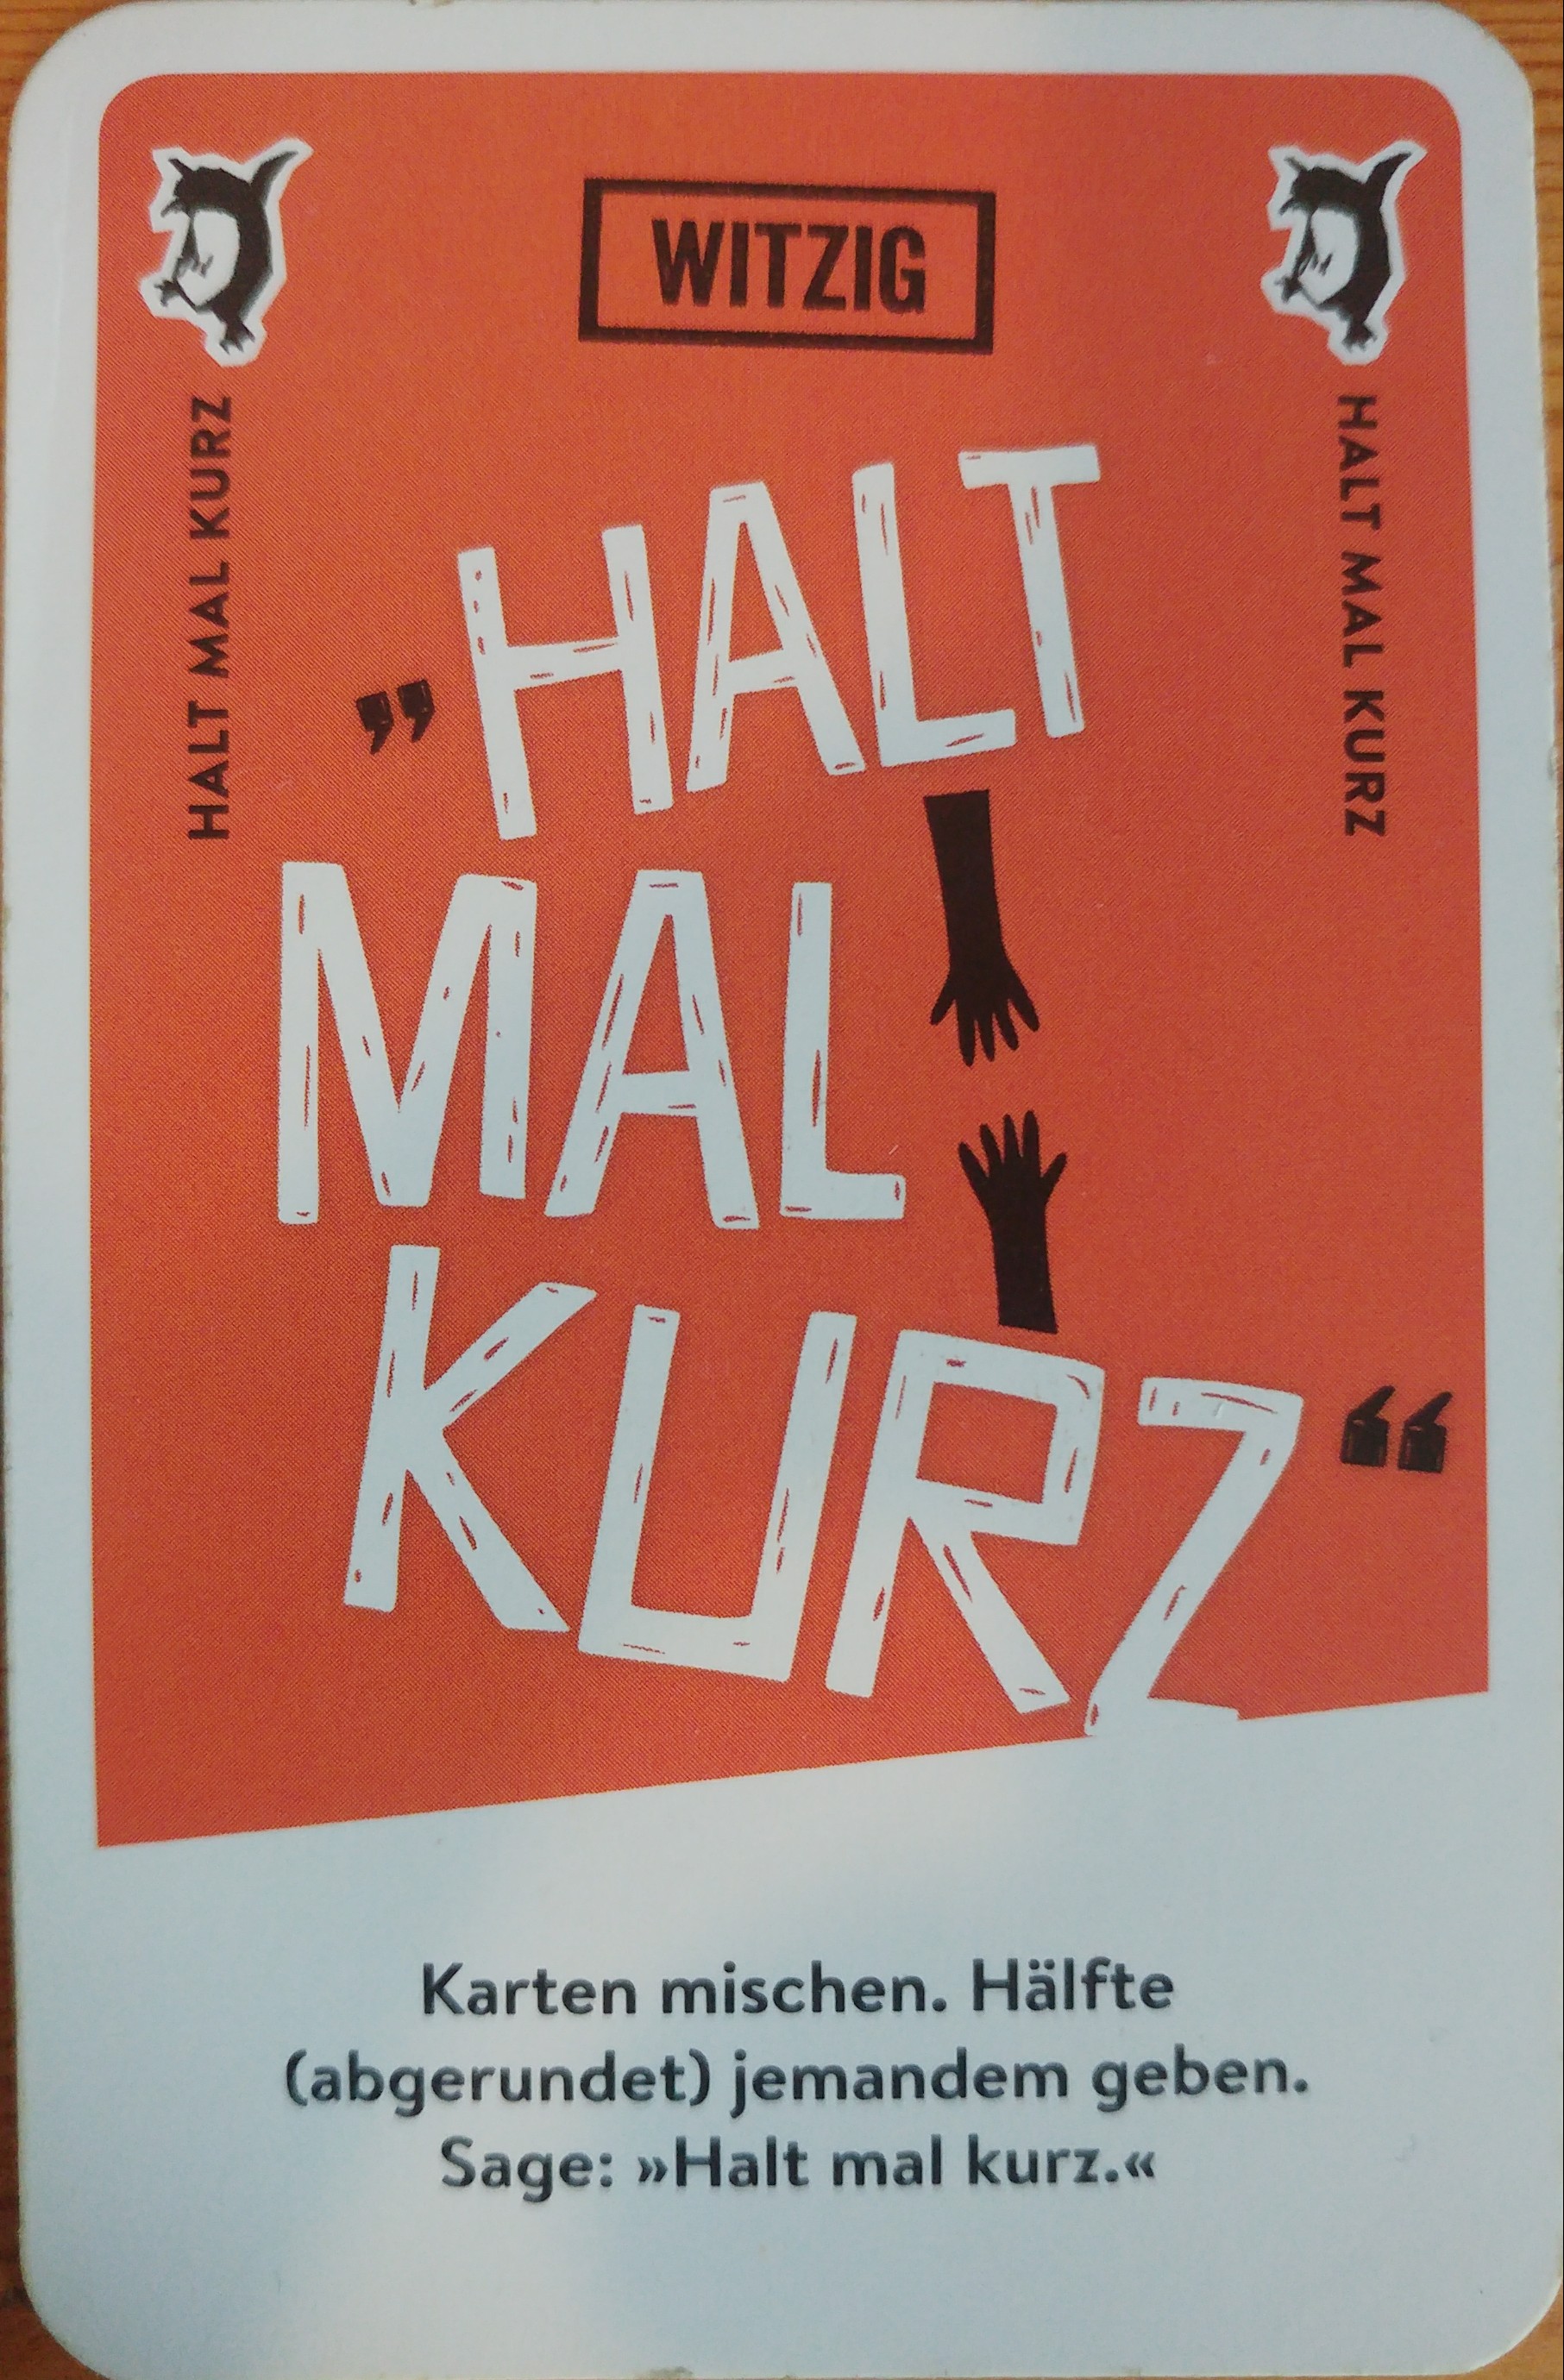 WITZIG
HALT MAL KURZ
HALT MAL KURZ
„HALT
MAL
KURZ“
Karten mischen. Hälfte
(abgerundet) jemandem geben.
Sage: »Halt mal kurz.«